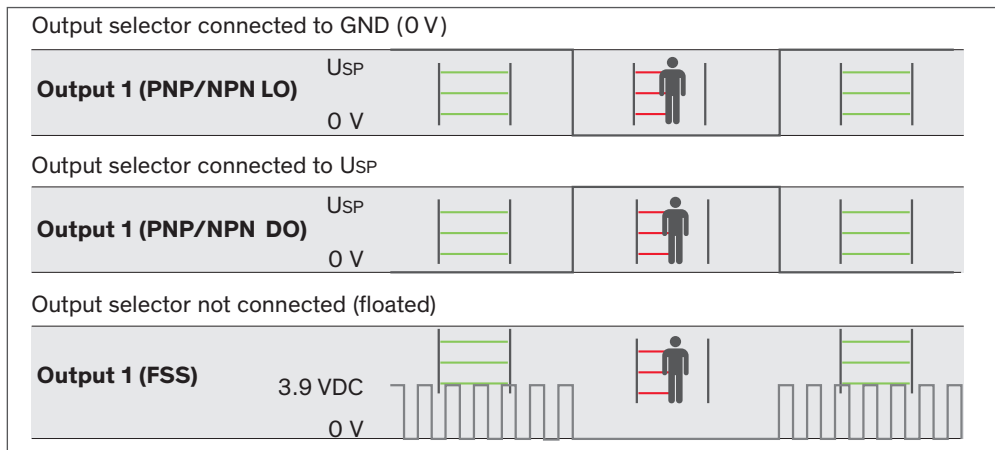 Output selector connected to GND (0 V)
USP
Output 1 (PNP/NPN LO)
0 V
Output selector connected to USP
USP
Output 1 (PNP/NPN DO)
0 V
Output selector not connected (floated)
Output 1 (FSS)
3.9 VDC
0 V